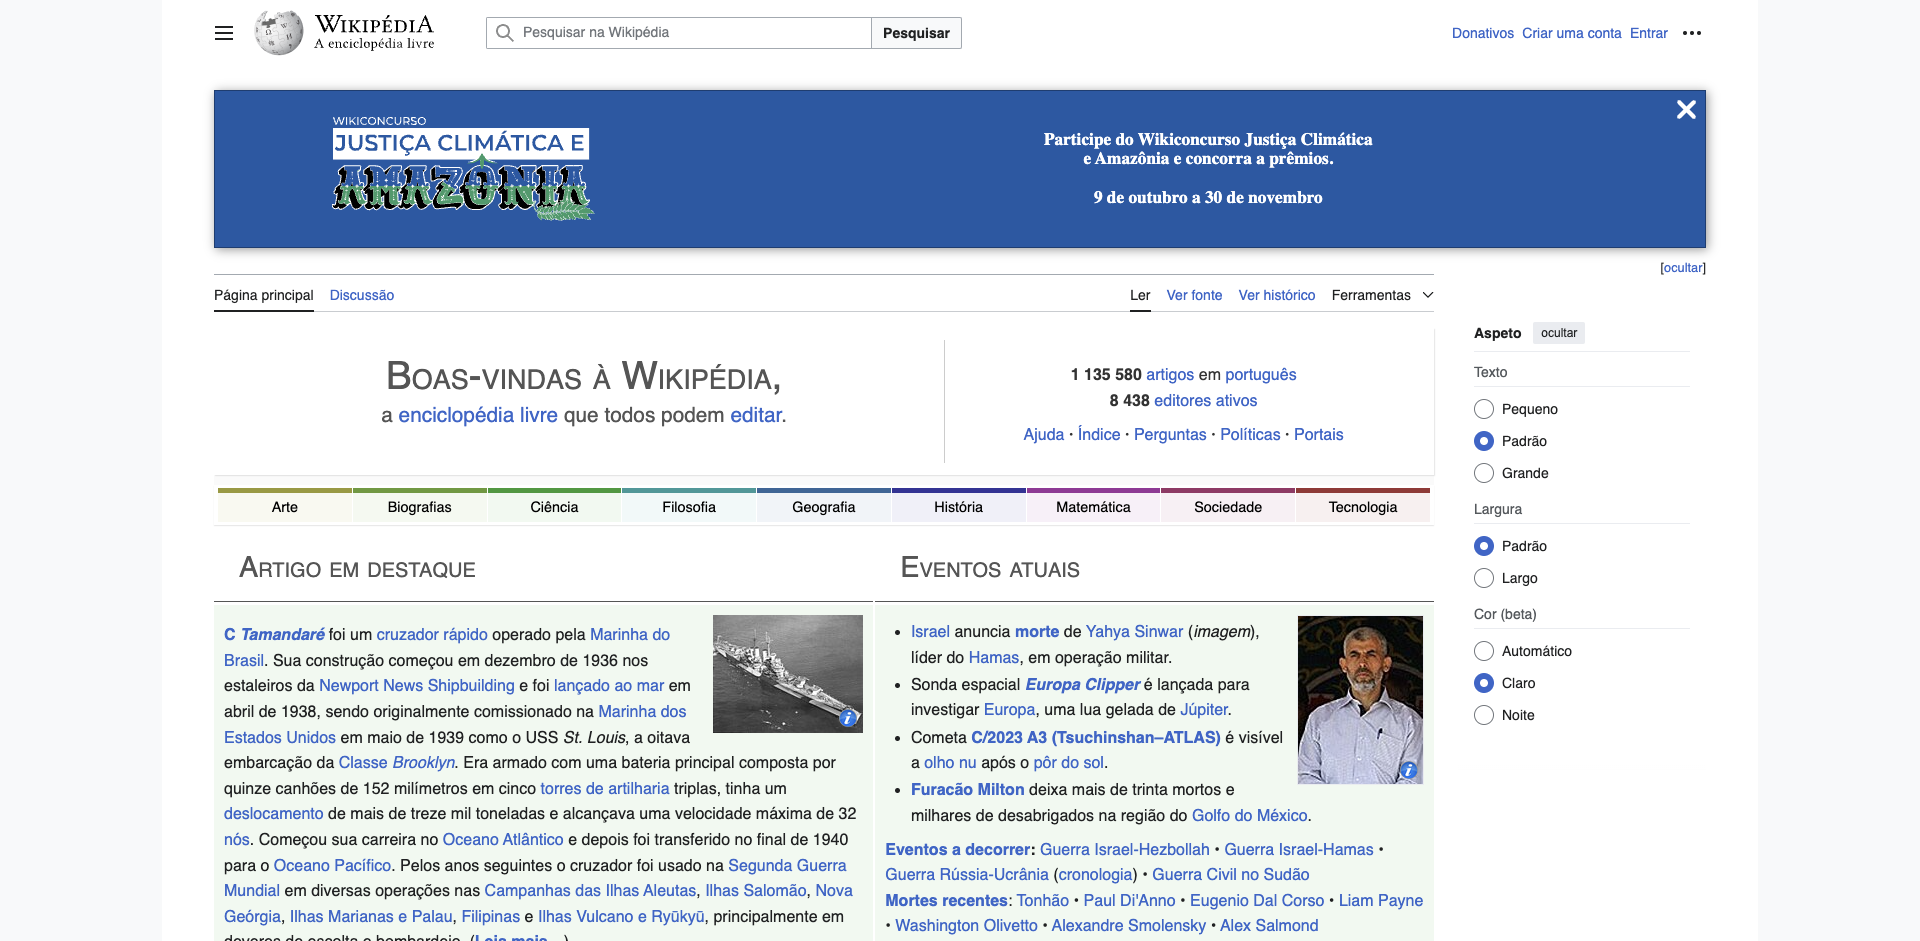 WIKIPÉDIA
A enciclopédia livre
Pesquisar na Wikipédia
Pesquisar
Donativos Criar uma conta Entrar
WIKICONCURSO
JUSTIÇA CLIMÁTICA E
AMAZÔNIA
Participe do Wikiconcurso Justiça Climática
e Amazônia e concorra a prêmios.
9 de outubro a 30 de novembro
[ocultar]
Página principal Discussão
Ler Ver fonte Ver histórico Ferramentas
Boas-vindas à Wikipédia,
a enciclopédia livre que todos podem editar.
1 135 580 artigos em português
8 438 editores ativos
Ajuda · Índice · Perguntas · Políticas · Portais
Arte Biografias Ciência Filosofia Geografia História Matemática Sociedade Tecnologia
Artigo em destaque
C Tamandaré foi um cruzador rápido operado pela Marinha do
Brasil. Sua construção começou em dezembro de 1936 nos
estaleiros da Newport News Shipbuilding e foi lançado ao mar em
abril de 1938, sendo originalmente comissionado na Marinha dos
Estados Unidos em maio de 1939 como o USS St. Louis, a oitava
embarcação da Classe Brooklyn. Era armado com uma bateria principal composta por
quinze canhões de 152 milímetros em cinco torres de artilharia triplas, tinha um
deslocamento de mais de treze mil toneladas e alcançava uma velocidade máxima de 32
nós. Começou sua carreira no Oceano Atlântico e depois foi transferido no final de 1940
para o Oceano Pacífico. Pelos anos seguintes o cruzador foi usado na Segunda Guerra
Mundial em diversas operações nas Campanhas das Ilhas Aleutas, Ilhas Salomão, Nova
Geórgia, Ilhas Marianas e Palau, Filipinas e Ilhas Vulcano e Ryūkyū, principalmente em
deveres de escolta e bombardeio. (Leia mais...)
Eventos atuais
• Israel anuncia morte de Yahya Sinwar (imagem),
líder do Hamas, em operação militar.
• Sonda espacial Europa Clipper é lançada para
investigar Europa, uma lua gelada de Júpiter.
• Cometa C/2023 A3 (Tsuchinshan–ATLAS) é visível
a olho nu após o pôr do sol.
• Furacão Milton deixa mais de trinta mortos e
milhares de desabrigados na região do Golfo do México.
Eventos a decorrer: Guerra Israel-Hezbollah • Guerra Israel-Hamas •
Guerra Rússia-Ucrânia (cronologia) • Guerra Civil no Sudão
Mortes recentes: Tonhão • Paul Di'Anno • Eugenio Dal Corso • Liam Payne
• Washington Olivetto • Alexandre Smolensky • Alex Salmond
Aspeto ocultar
Texto
Pequeno
Padrão
Grande
Largura
Padrão
Largo
Cor (beta)
Automático
Claro
Noite